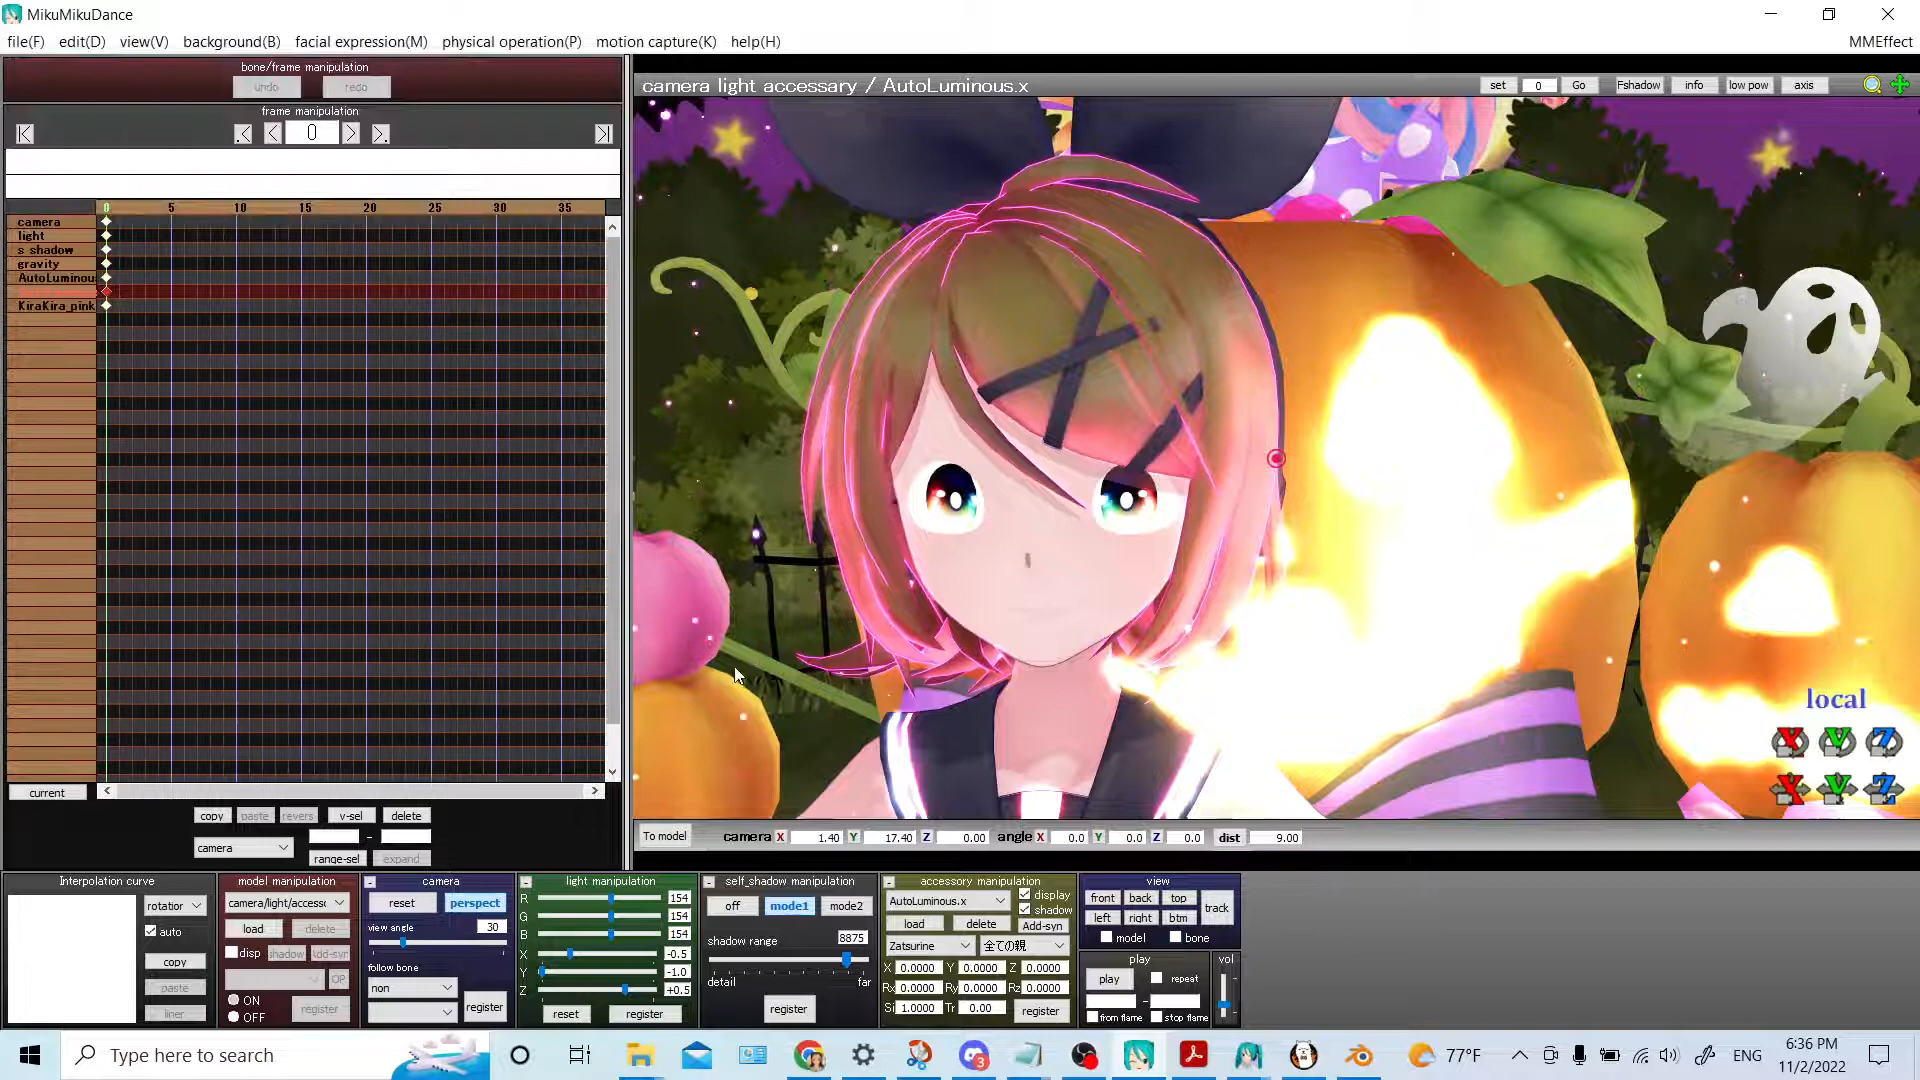 MikuMikuDance
file(F) edit(D) view(V) background(B) facial expression(M) physical operation(P) motion capture(K) help(H) MMEffect
bone/frame manipulation
undo redo
frame manipulation
0
camera light accessary / AutoLuminous.x
set 0 Go Fshadow info low pow axis
0 5 10 15 20 25 30 35
camera
light
s shadow
gravity
AutoLuminou
KiraKira_pink
local
current
copy paste revers v-sel delete
camera
-
range-sel expand
To model camera X 1.40 Y 17.40 Z 0.00 angle X 0.0 Y 0.0 Z 0.0 dist 9.00
Interpolation curve
rotatior
auto
copy
paste
liner
model manipulation
camera/light/access
load delete
disp shadow Add-syn
OP
ON
OFF
register
camera
reset perspect
view angle 30
follow bone
non
register
light manipulation
R 154
G 154
B 154
X -0.5
Y -1.0
Z +0.5
reset register
self_shadow manipulation
off mode1 mode2
shadow range 8875
detail far
register
accessory manipulation
AutoLuminous.x display
shadow
load delete Add-syn
Zatsurine 全ての親
X 0.0000 Y 0.0000 Z 0.0000
Rx 0.0000 Ry 0.0000 Rz 0.0000
Si 1.0000 Tr 0.00 register
view
front back top
left right btm
track
model bone
play
play repeat
-
from flame stop flame
vol
Type here to search
3
77°F
ENG
6:36 PM
11/2/2022